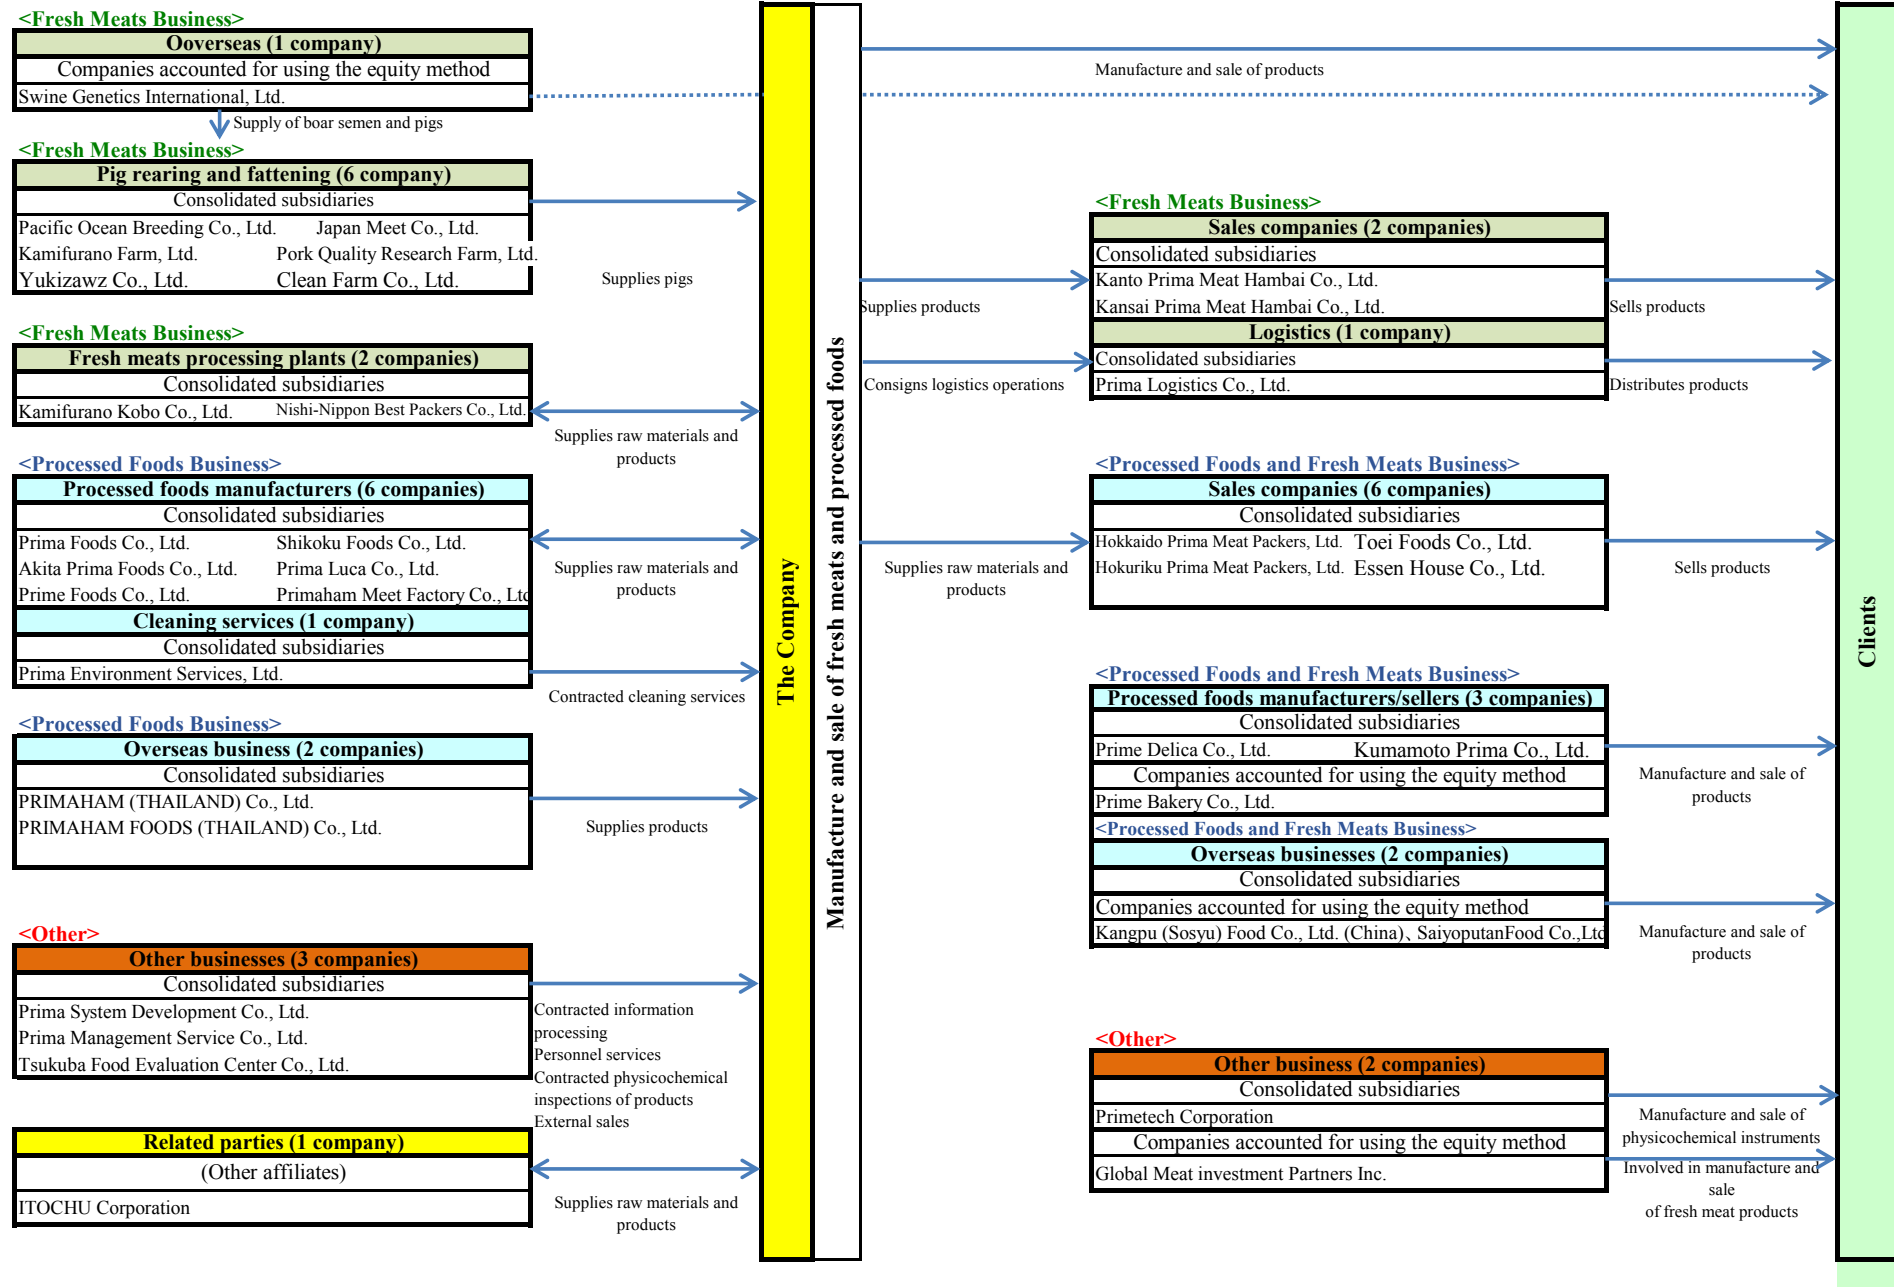 <Fresh Meats Business>
Ooverseas (1 company)
Companies accounted for using the equity method
Swine Genetics International, Ltd.
Supply of boar semen and pigs
<Fresh Meats Business>
Pig rearing and fattening (6 company)
Consolidated subsidiaries
Pacific Ocean Breeding Co., Ltd. Japan Meet Co., Ltd.
Kamifurano Farm, Ltd. Pork Quality Research Farm, Ltd.
Yukizawz Co., Ltd. Clean Farm Co., Ltd.
Supplies pigs
<Fresh Meats Business>
Fresh meats processing plants (2 companies)
Consolidated subsidiaries
Kamifurano Kobo Co., Ltd. Nishi-Nippon Best Packers Co., Ltd.
Supplies raw materials and
products
<Processed Foods Business>
Processed foods manufacturers (6 companies)
Consolidated subsidiaries
Prima Foods Co., Ltd. Shikoku Foods Co., Ltd.
Akita Prima Foods Co., Ltd. Prima Luca Co., Ltd.
Prime Foods Co., Ltd. Primaham Meet Factory Co., Ltd
Supplies raw materials and
products
Cleaning services (1 company)
Consolidated subsidiaries
Prima Environment Services, Ltd.
Contracted cleaning services
<Processed Foods Business>
Overseas business (2 companies)
Consolidated subsidiaries
PRIMAHAM (THAILAND) Co., Ltd.
PRIMAHAM FOODS (THAILAND) Co., Ltd.
Supplies products
<Other>
Other businesses (3 companies)
Consolidated subsidiaries
Prima System Development Co., Ltd.
Prima Management Service Co., Ltd.
Tsukuba Food Evaluation Center Co., Ltd.
Contracted information
processing
Personnel services
Contracted physicochemical
inspections of products
External sales
Related parties (1 company)
(Other affiliates)
ITOCHU Corporation
Supplies raw materials and
products
The Company
Manufacture and sale of fresh meats and processed foods
Manufacture and sale of products
<Fresh Meats Business>
Sales companies (2 companies)
Consolidated subsidiaries
Kanto Prima Meat Hambai Co., Ltd.
Kansai Prima Meat Hambai Co., Ltd.
Supplies products
Sells products
Logistics (1 company)
Consolidated subsidiaries
Prima Logistics Co., Ltd.
Consigns logistics operations
Distributes products
<Processed Foods and Fresh Meats Business>
Sales companies (6 companies)
Consolidated subsidiaries
Hokkaido Prima Meat Packers, Ltd. Toei Foods Co., Ltd.
Hokuriku Prima Meat Packers, Ltd. Essen House Co., Ltd.
Supplies raw materials and
products
Sells products
<Processed Foods and Fresh Meats Business>
Processed foods manufacturers/sellers (3 companies)
Consolidated subsidiaries
Prime Delica Co., Ltd. Kumamoto Prima Co., Ltd.
Companies accounted for using the equity method
Prime Bakery Co., Ltd.
Manufacture and sale of
products
<Processed Foods and Fresh Meats Business>
Overseas businesses (2 companies)
Consolidated subsidiaries
Companies accounted for using the equity method
Kangpu (Sosyu) Food Co., Ltd. (China)、SaiyoputanFood Co.,Ltd
Manufacture and sale of
products
<Other>
Other business (2 companies)
Consolidated subsidiaries
Primetech Corporation
Companies accounted for using the equity method
Global Meat investment Partners Inc.
Manufacture and sale of
physicochemical instruments
Involved in manufacture and
sale
of fresh meat products
Clients